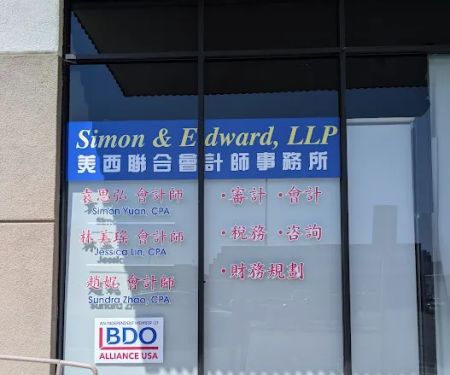 Simon & Edward, LLP
美西聯合會計師事務所
袁思弘 會計師
Simon Yuan, CPA
林美瑤 會計師
Jessica Lin, CPA
趙妮 會計師
Sundra Zhao, CPA
·審計 ·會計
·稅務 ·咨詢
·財務規劃
AN INDEPENDENT MEMBER OF
BDO
ALLIANCE USA